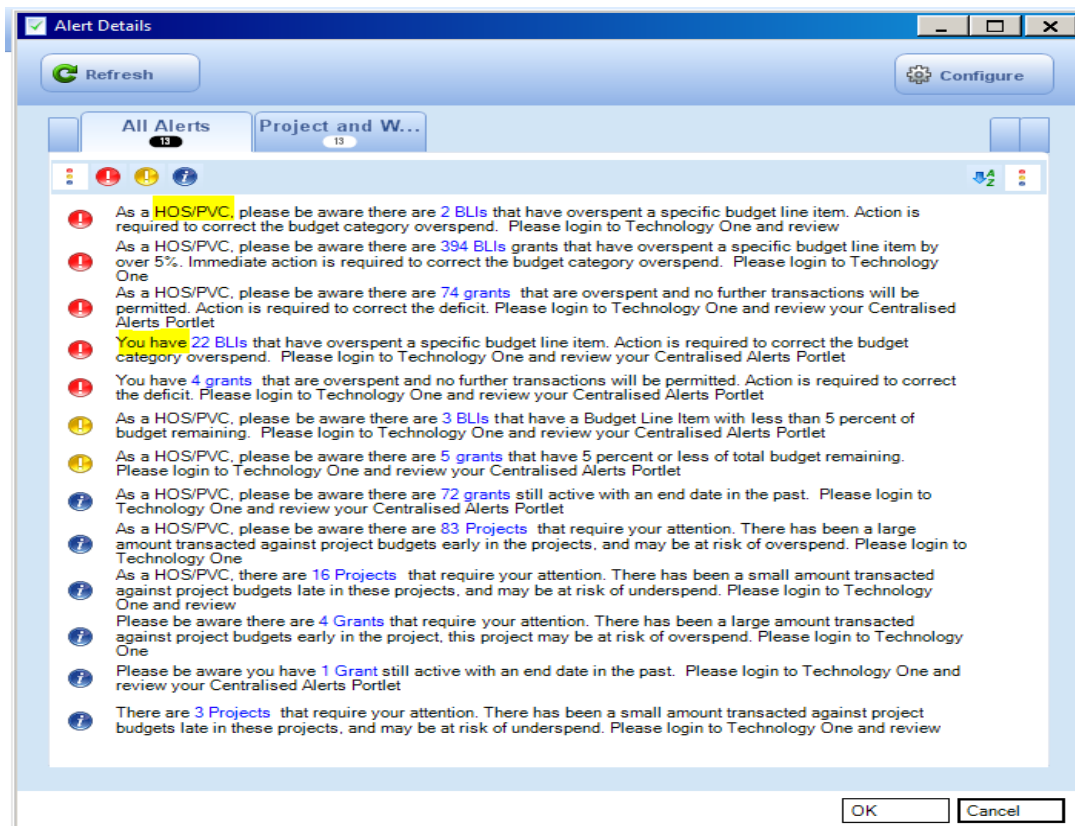 Alert Details
Refresh
Configure
All Alerts
13
Project and W...
13
As a HOS/PVC, please be aware there are 2 BLIs that have overspent a specific budget line item. Action is
required to correct the budget category overspend. Please login to Technology One and review
As a HOS/PVC, please be aware there are 394 BLIs grants that have overspent a specific budget line item by
over 5%. Immediate action is required to correct the budget category overspend. Please login to Technology
One
As a HOS/PVC, please be aware there are 74 grants that are overspent and no further transactions will be
permitted. Action is required to correct the deficit. Please login to Technology One and review your Centralised
Alerts Portlet
You have 22 BLIs that have overspent a specific budget line item. Action is required to correct the budget
category overspend. Please login to Technology One and review your Centralised Alerts Portlet
You have 4 grants that are overspent and no further transactions will be permitted. Action is required to correct
the deficit. Please login to Technology One and review your Centralised Alerts Portlet
As a HOS/PVC, please be aware there are 3 BLIs that have a Budget Line Item with less than 5 percent of
budget remaining. Please login to Technology One and review your Centralised Alerts Portlet
As a HOS/PVC, please be aware there are 5 grants that have 5 percent or less of total budget remaining.
Please login to Technology One and review your Centralised Alerts Portlet
As a HOS/PVC, please be aware there are 72 grants still active with an end date in the past. Please login to
Technology One and review your Centralised Alerts Portlet
As a HOS/PVC, please be aware there are 83 Projects that require your attention. There has been a large
amount transacted against project budgets early in the projects, and may be at risk of overspend. Please login to
Technology One
As a HOS/PVC, there are 16 Projects that require your attention. There has been a small amount transacted
against project budgets late in these projects, and may be at risk of underspend. Please login to Technology
One and review
Please be aware there are 4 Grants that require your attention. There has been a large amount transacted
against project budgets early in the project, this project may be at risk of overspend. Please login to Technology
One
Please be aware you have 1 Grant still active with an end date in the past. Please login to Technology One and
review your Centralised Alerts Portlet
There are 3 Projects that require your attention. There has been a small amount transacted against project
budgets late in these projects, and may be at risk of underspend. Please login to Technology One and review
OK
Cancel